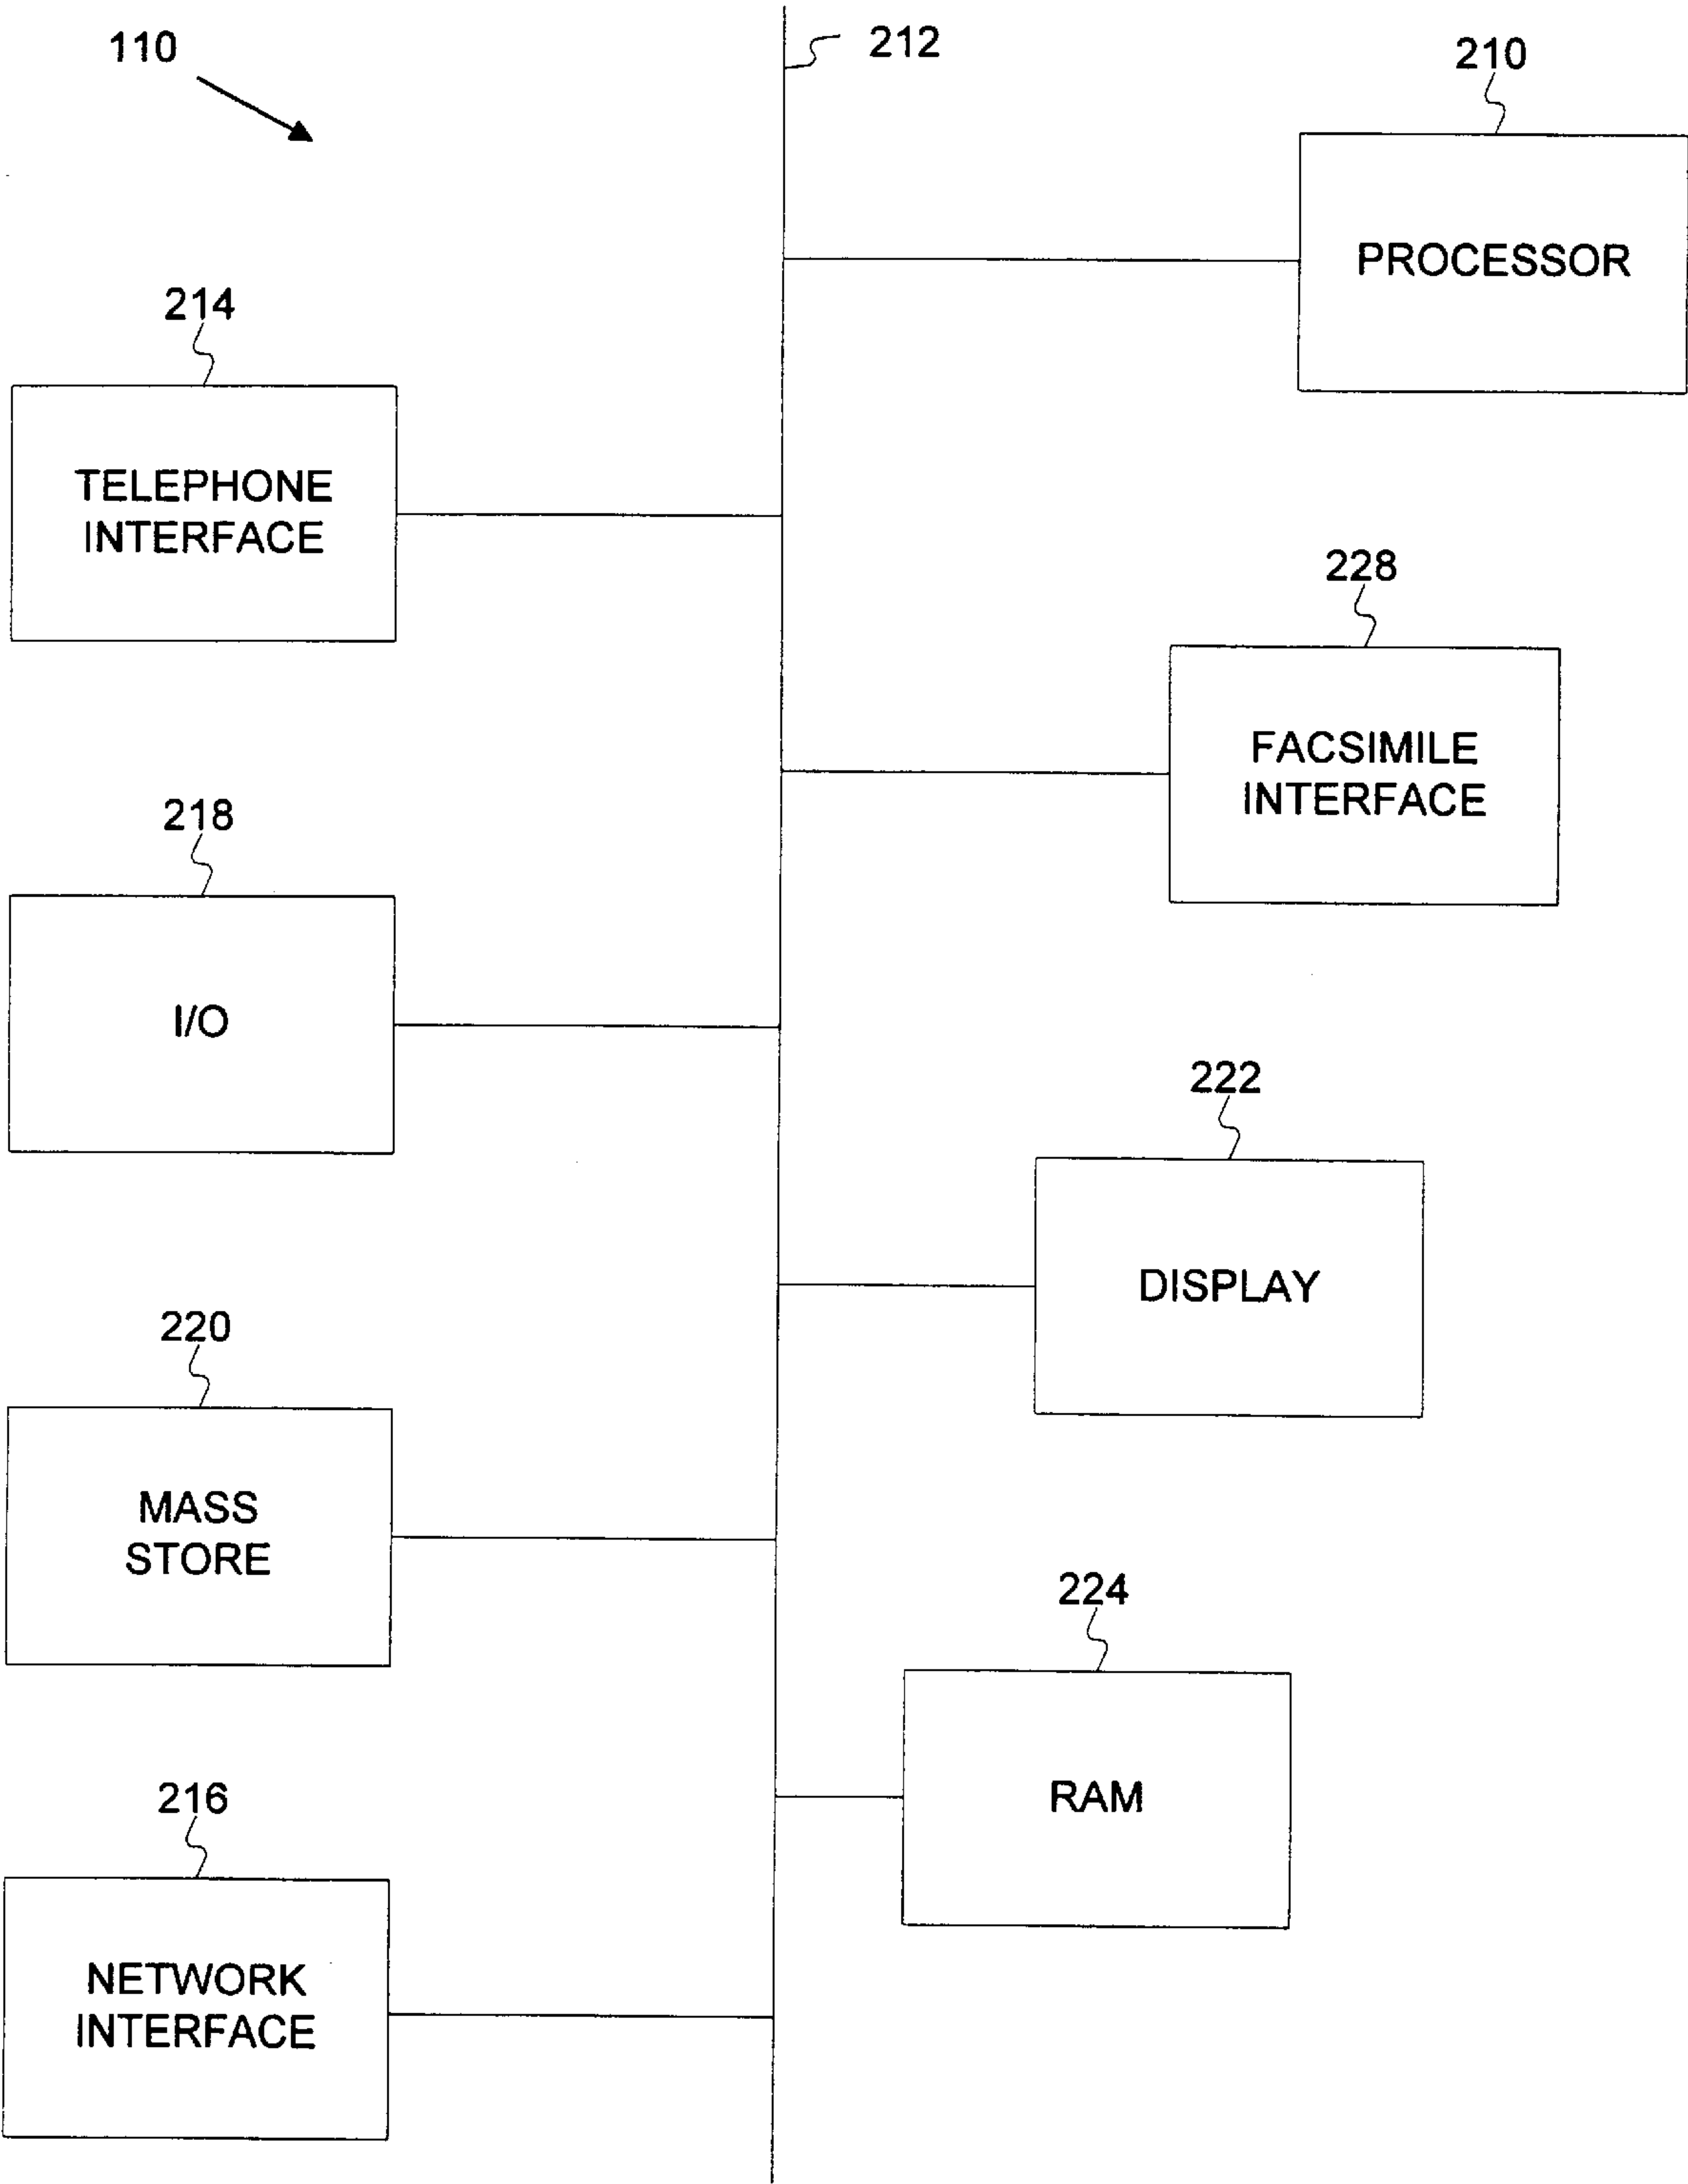 110
212
210
PROCESSOR
214
TELEPHONE
INTERFACE
228
FACSIMILE
INTERFACE
218
I/O
222
DISPLAY
220
MASS
STORE
224
RAM
216
NETWORK
INTERFACE